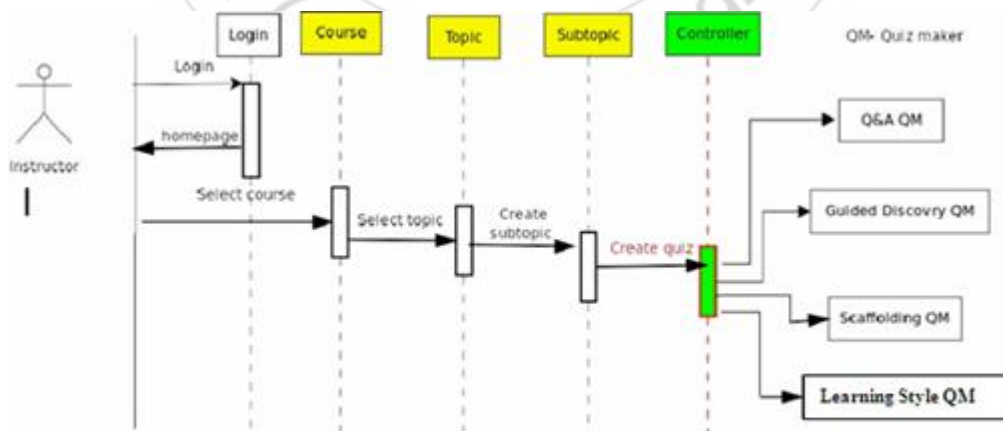 Login
Course
Topic
Subtopic
Controller
QM- Quiz maker
Login
homepage
Instructor
Select course
Select topic
Create
subtopic
Create quiz
Q&A QM
Guided Discovry QM
Scaffolding QM
Learning Style QM